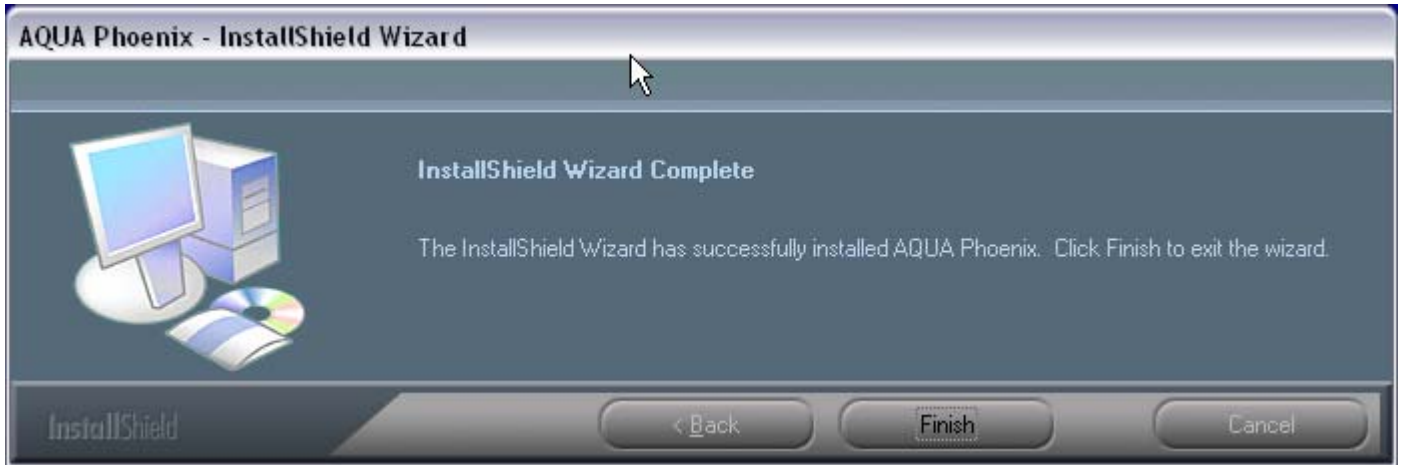 AQUA Phoenix - InstallShield Wizard
InstallShield Wizard Complete
The InstallShield Wizard has successfully installed AQUA Phoenix. Click Finish to exit the wizard.
InstallShield
< Back
Finish
Cancel